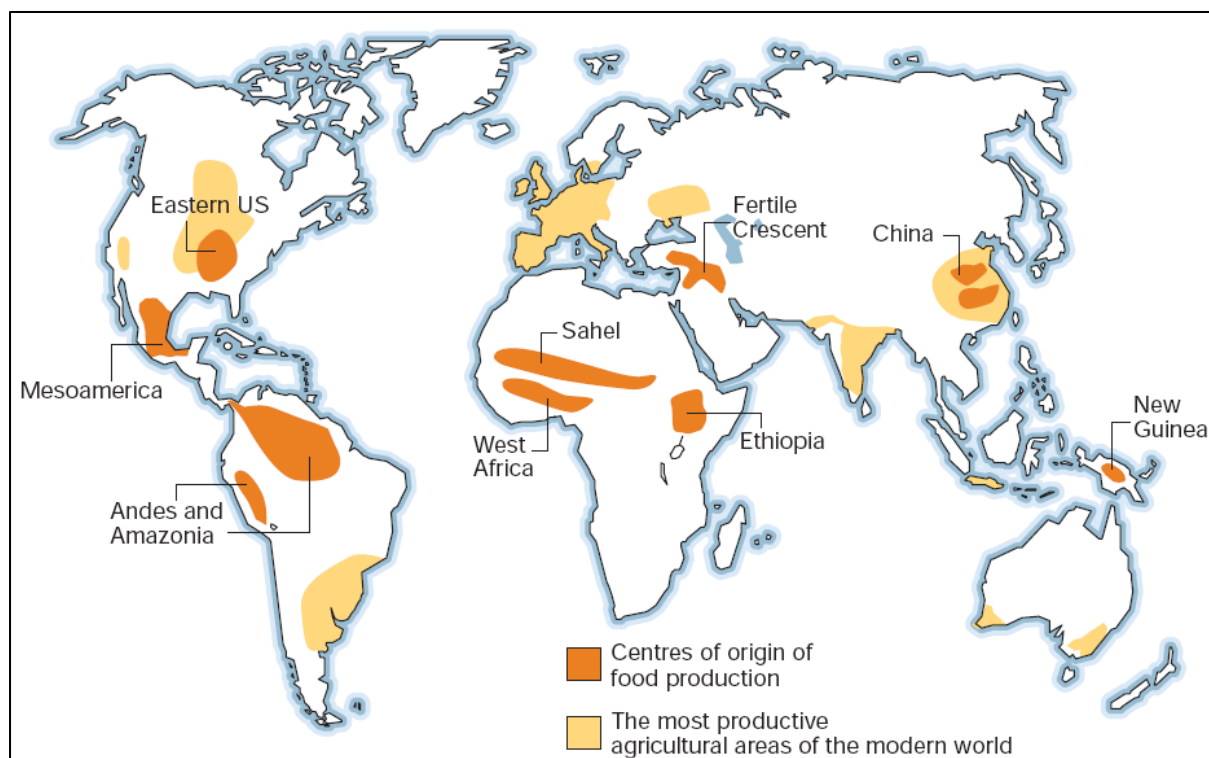 Eastern US
Fertile
Crescent
China
Sahel
Mesoamerica
West
Africa
Ethiopia
New
Guinea
Andes and
Amazonia
Centres of origin of
food production
The most productive
agricultural areas of the modern world